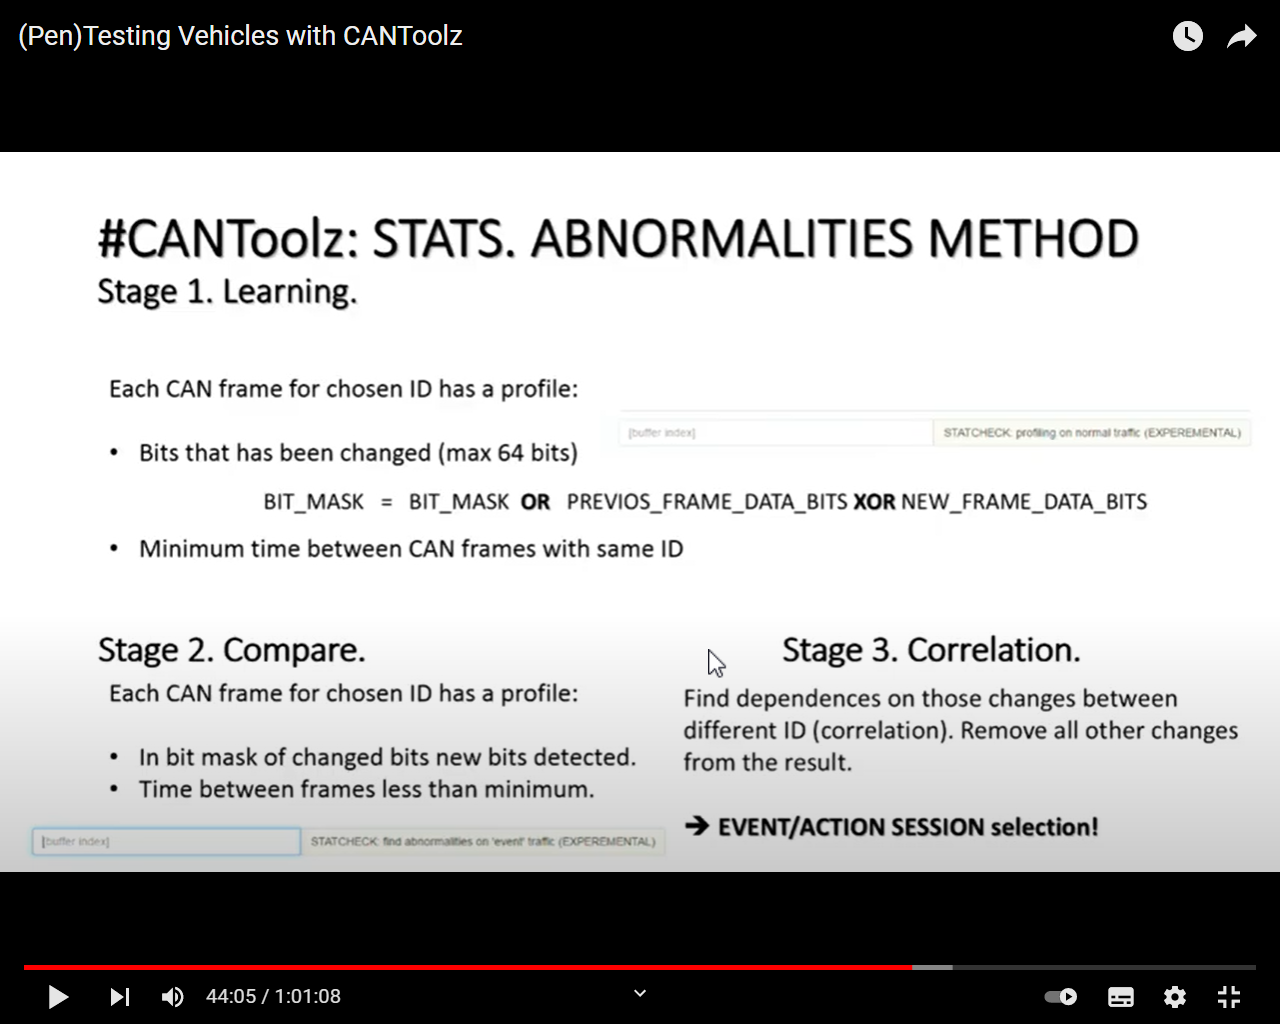 (Pen)Testing Vehicles with CANToolz
#CANToolz: STATS. ABNORMALITIES METHOD
Stage 1. Learning.
Each CAN frame for chosen ID has a profile:
[buffer index] STATCHECK: profiling on normal traffic (EXPEREMENTAL)
• Bits that has been changed (max 64 bits)
BIT_MASK = BIT_MASK OR PREVIOS_FRAME_DATA_BITS XOR NEW_FRAME_DATA_BITS
• Minimum time between CAN frames with same ID
Stage 2. Compare.
Each CAN frame for chosen ID has a profile:
• In bit mask of changed bits new bits detected.
• Time between frames less than minimum.
[buffer index] STATCHECK: find abnormalities on 'event' traffic (EXPEREMENTAL)
Stage 3. Correlation.
Find dependences on those changes between
different ID (correlation). Remove all other changes
from the result.
➔ EVENT/ACTION SESSION selection!
44:05 / 1:01:08